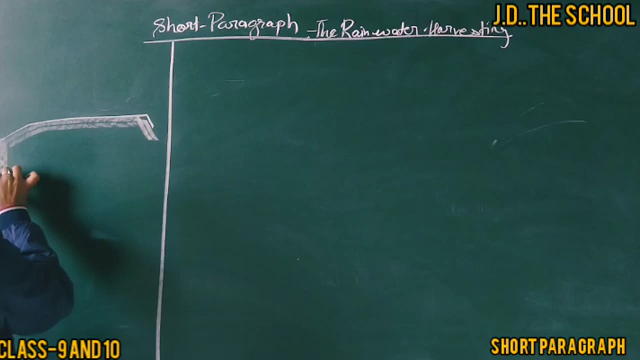 J.D..THE SCHOOL
Short-Paragraph - The Rain-water-Harvesting
CLASS-9 AND 10
SHORT PARAGRAPH